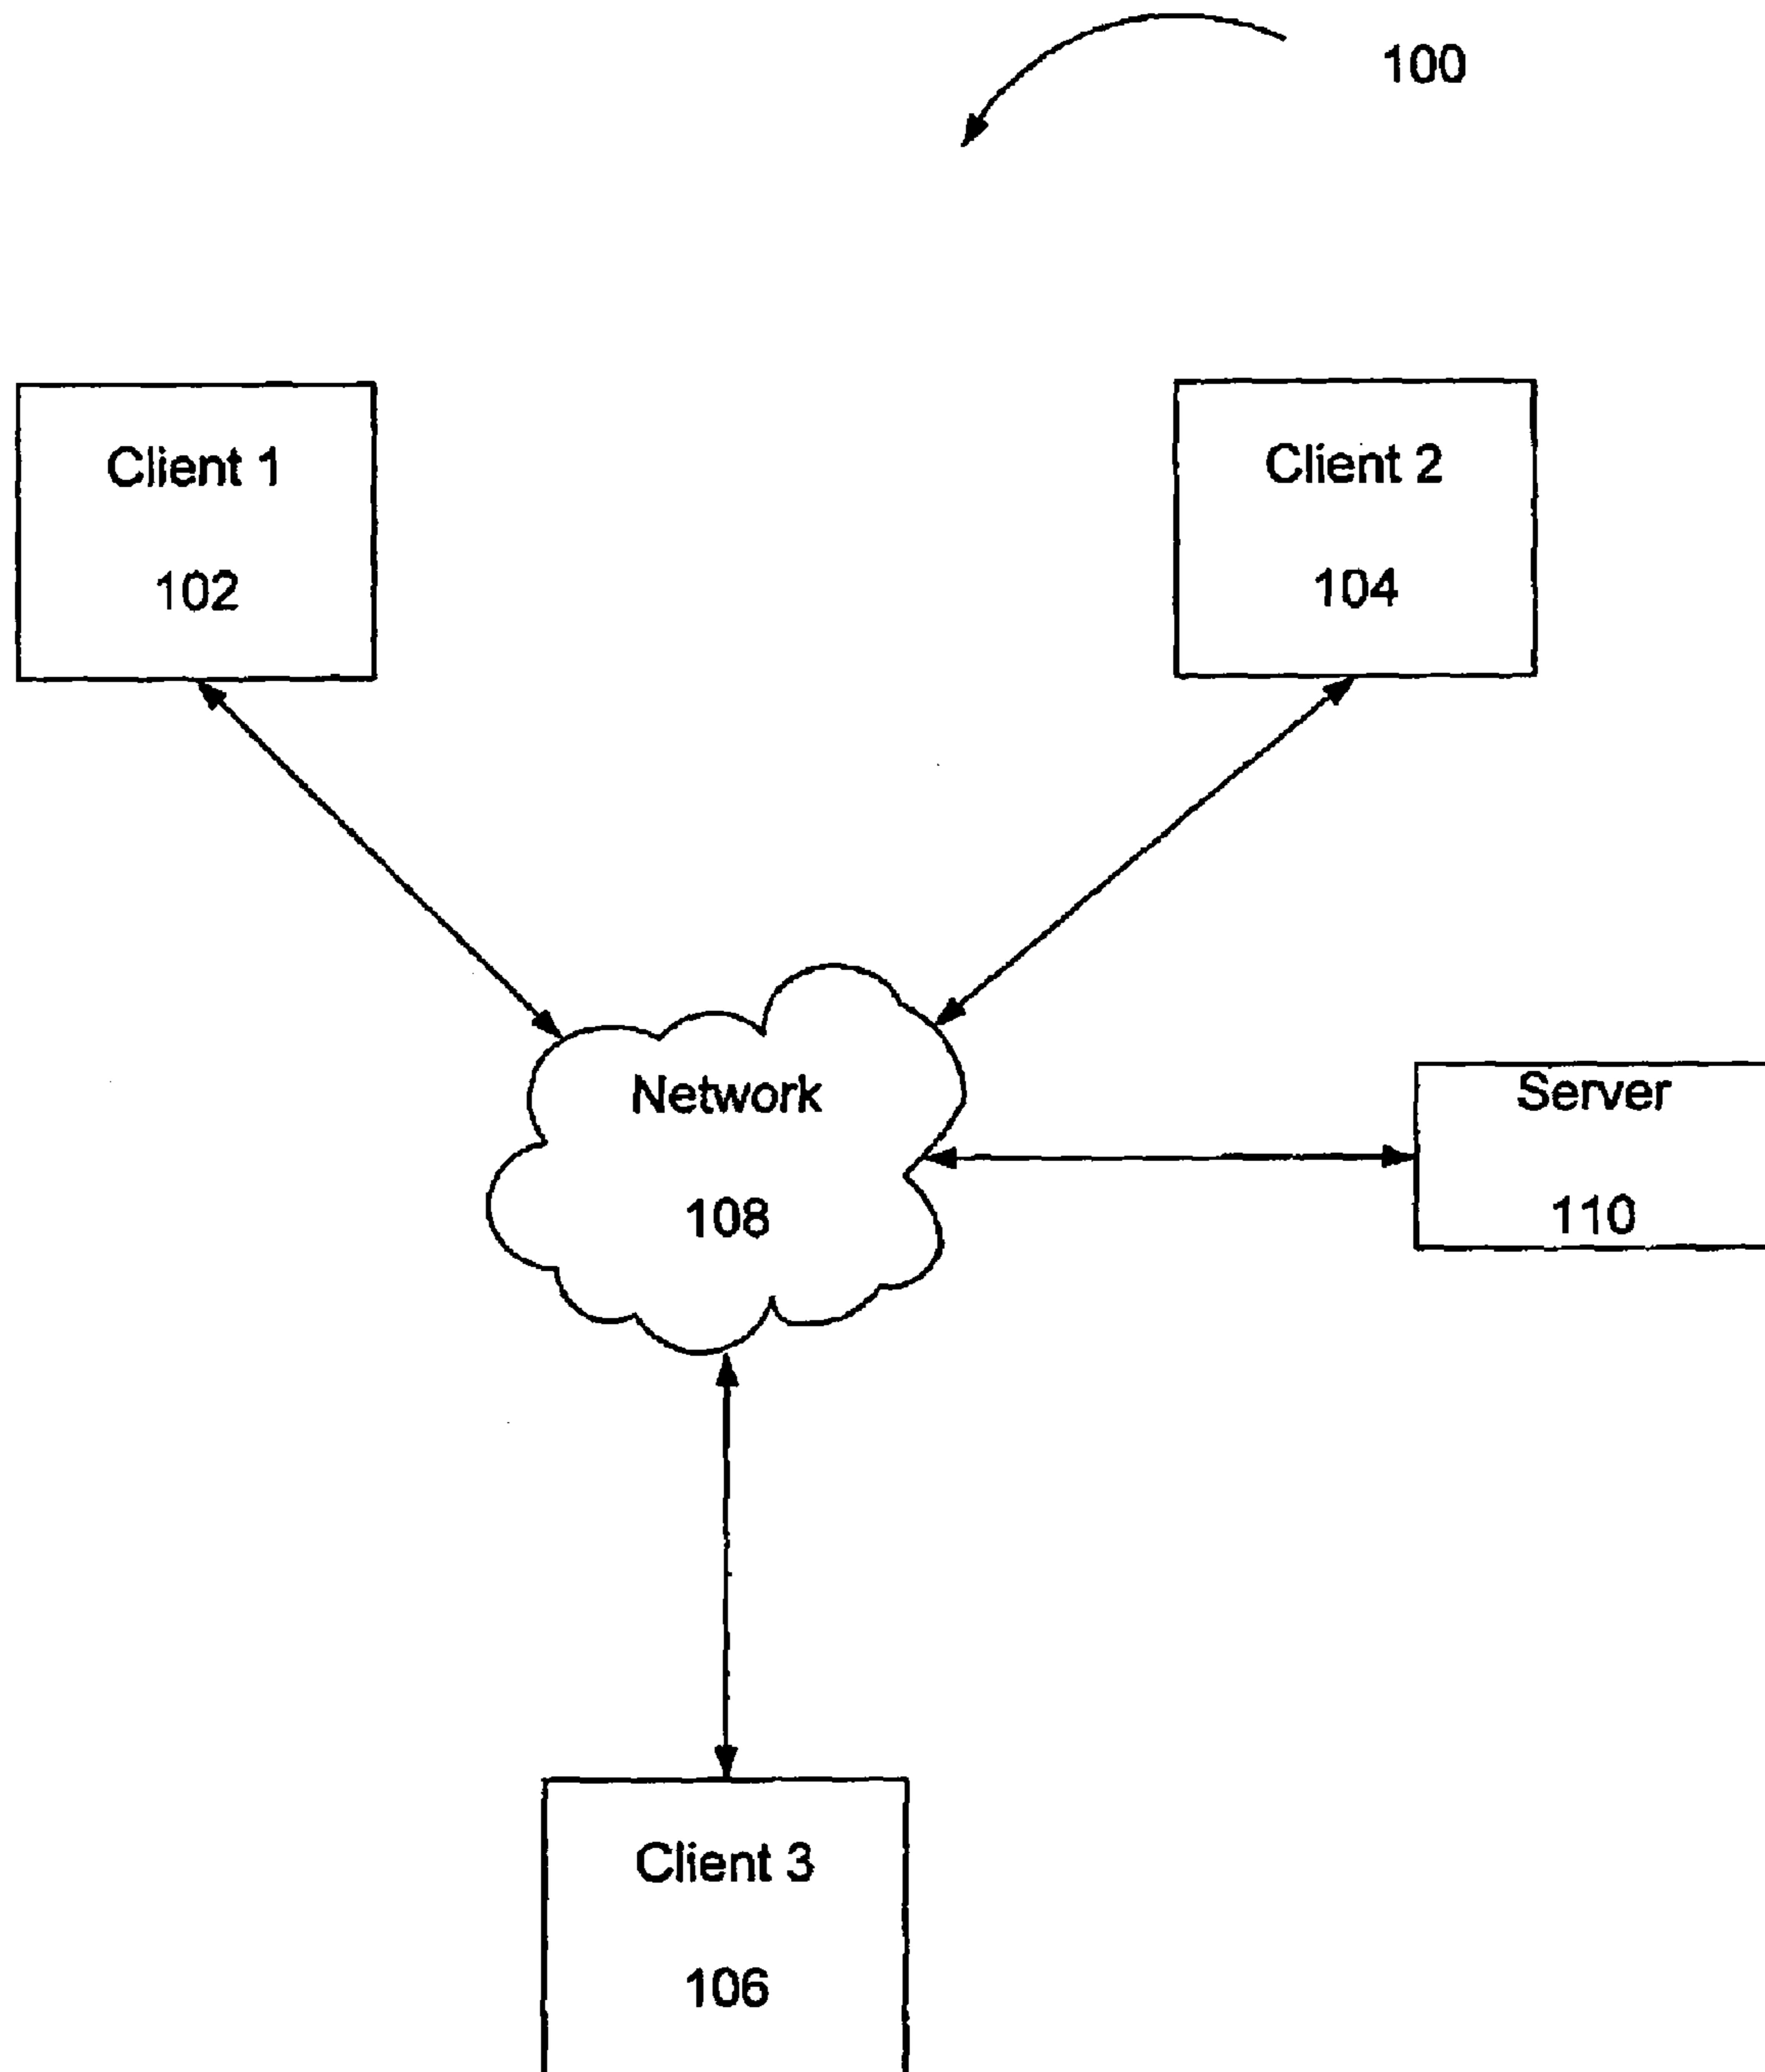 100
Client 1
102
Client 2
104
Network
108
Server
110
Client 3
106